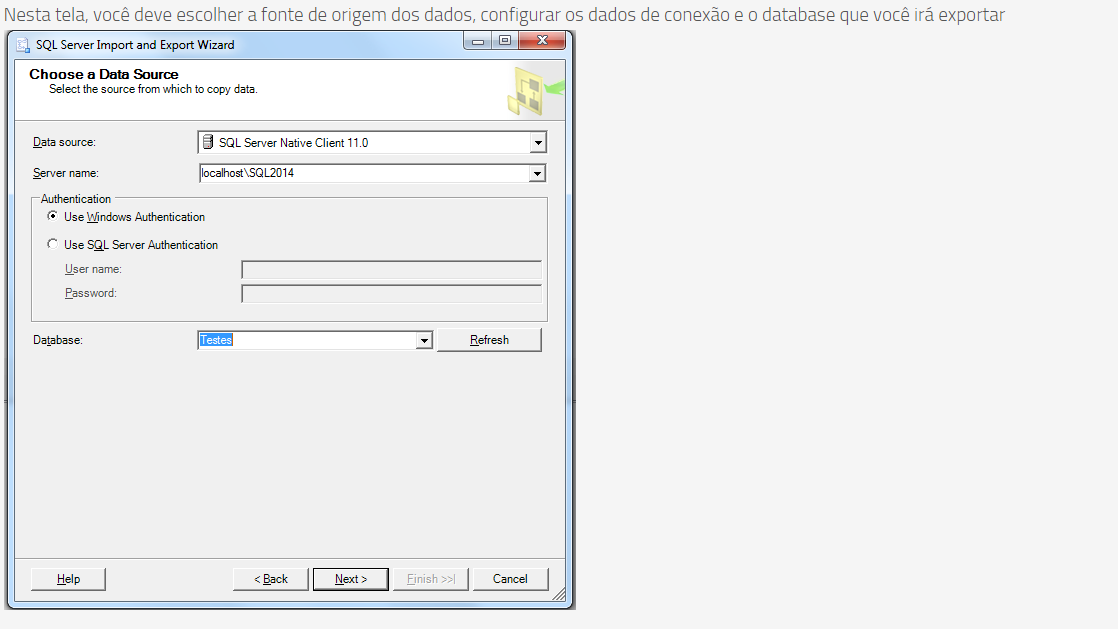 Nesta tela, você deve escolher a fonte de origem dos dados, configurar os dados de conexão e o database que você irá exportar
SQL Server Import and Export Wizard
Choose a Data Source
Select the source from which to copy data.
Data source: SQL Server Native Client 11.0
Server name: localhost\SQL2014
Authentication
Use Windows Authentication
Use SQL Server Authentication
User name:
Password:
Database: Testes Refresh
Help < Back Next > Finish >>| Cancel